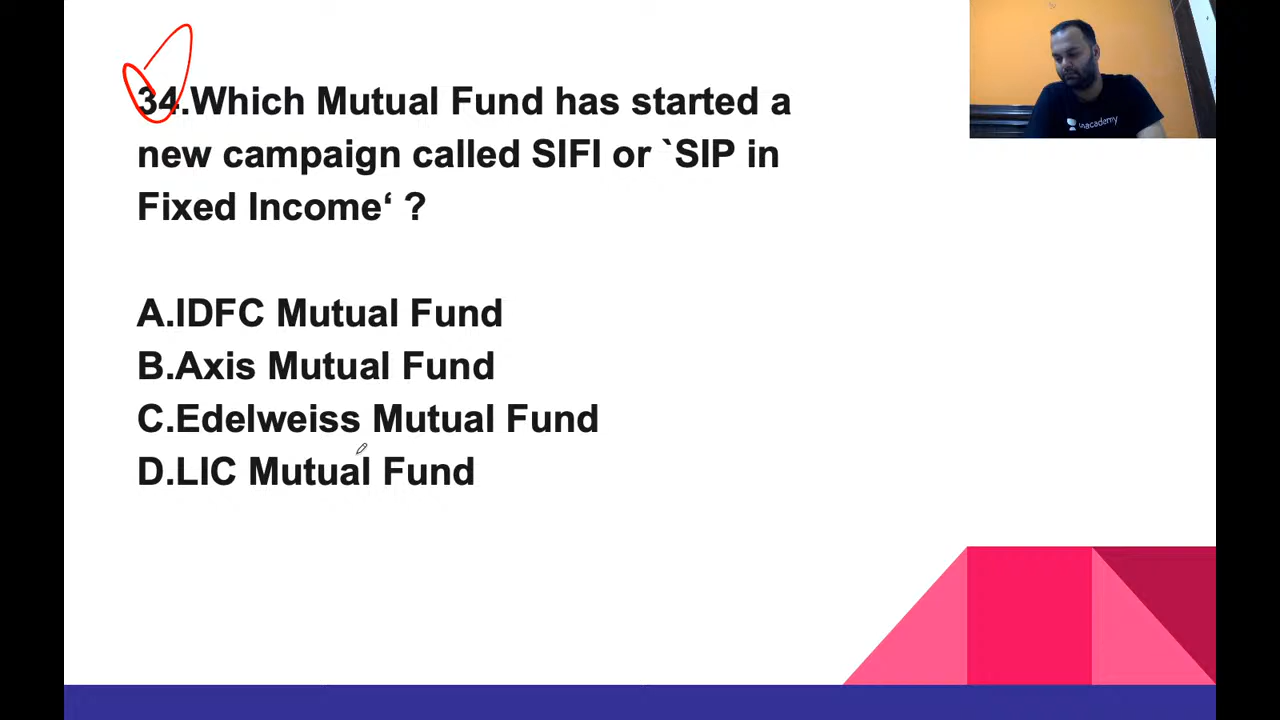 34.Which Mutual Fund has started a
new campaign called SIFI or `SIP in
Fixed Income‘ ?
A.IDFC Mutual Fund
B.Axis Mutual Fund
C.Edelweiss Mutual Fund
D.LIC Mutual Fund
unacademy